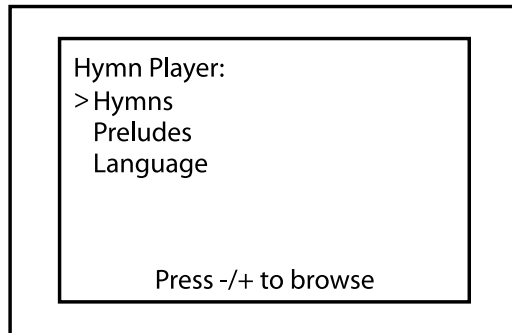 Hymn Player:
>Hymns
Preludes
Language
Press -/+ to browse